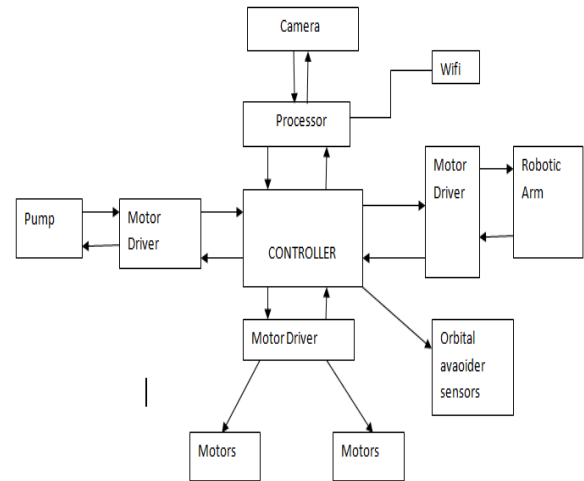 Camera
Wifi
Processor
Motor
Driver
Robotic
Arm
Pump
Motor
Driver
CONTROLLER
Motor Driver
Orbital
avaoider
sensors
Motors
Motors